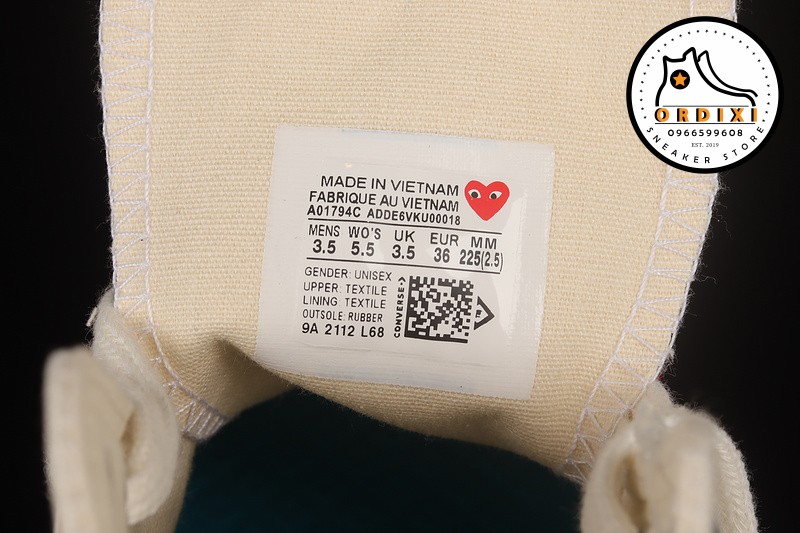 MADE IN VIETNAM
FABRIQUE AU VIETNAM
A01794C ADDE6VKU00018
MENS WO'S UK EUR MM
3.5 5.5 3.5 36 225(2.5)
GENDER: UNISEX
UPPER: TEXTILE
LINING: TEXTILE
OUTSOLE: RUBBER
9A 2112 L68
CONVERSE
E
ORDIXI
0966599608
EST. 2019
SNEAKER STORE